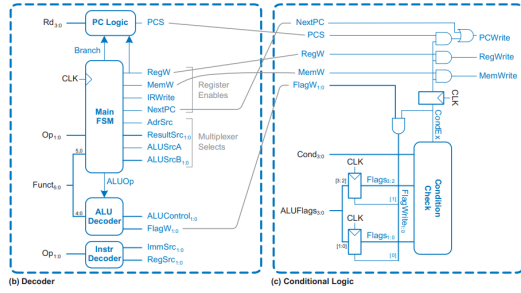 Rd3:0
PC Logic
PCS
Branch
CLK
Main
FSM
RegW
MemW
IRWrite
NextPC
Register
Enables
AdrSrc
ResultSrc1:0
ALUSrcA
ALUSrcB1:0
Multiplexer
Selects
Op1:0
5,0
Funct5:0
ALUOp
4:0
ALU
Decoder
ALUControl1:0
FlagW1:0
Op1:0
Instr
Decoder
ImmSrc1:0
RegSrc1:0
(b) Decoder
NextPC
PCS
PCWrite
RegW
RegWrite
MemW
MemWrite
FlagW1:0
CLK
CondEx
Cond3:0
CLK
[3:2]
Flags3:2
[1]
FlagWrite1:0
Condition
Check
ALUFlags3:0
CLK
[1:0]
Flags1:0
[0]
(c) Conditional Logic